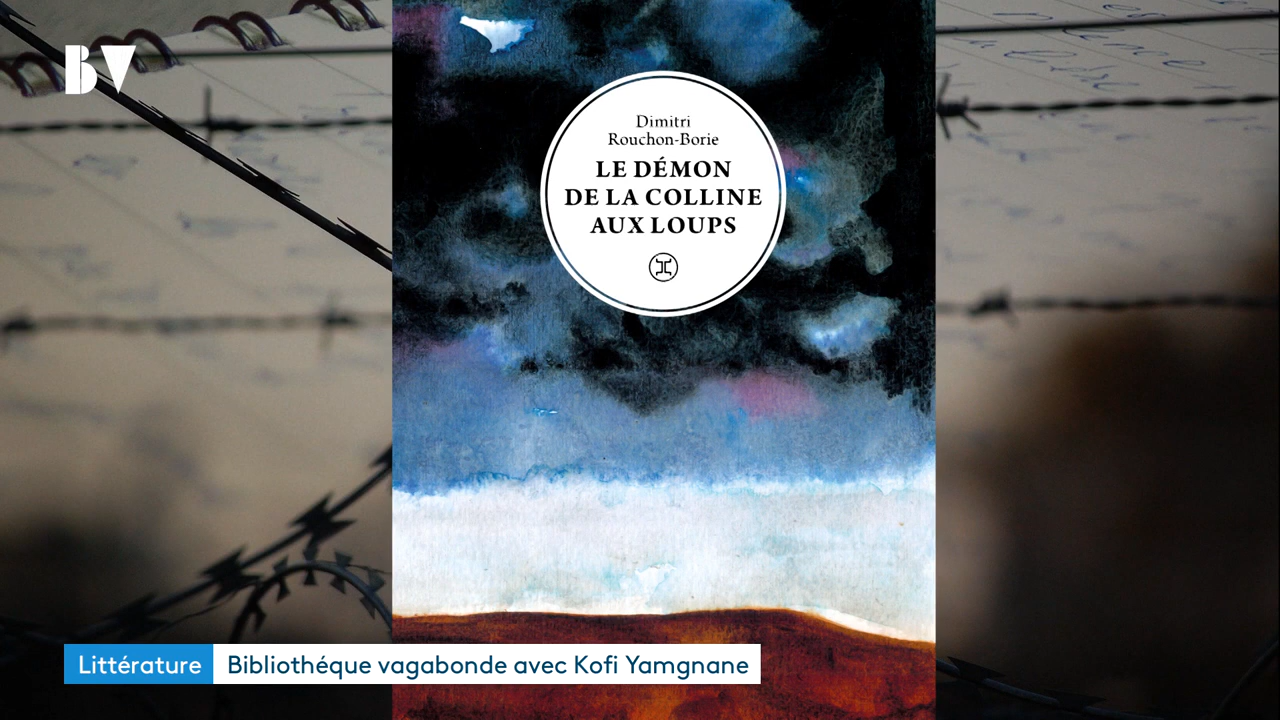 BV
Dimitri
Rouchon-Borie
LE DÉMON
DE LA COLLINE
AUX LOUPS
Littérature
Bibliothéque vagabonde avec Kofi Yamgnane